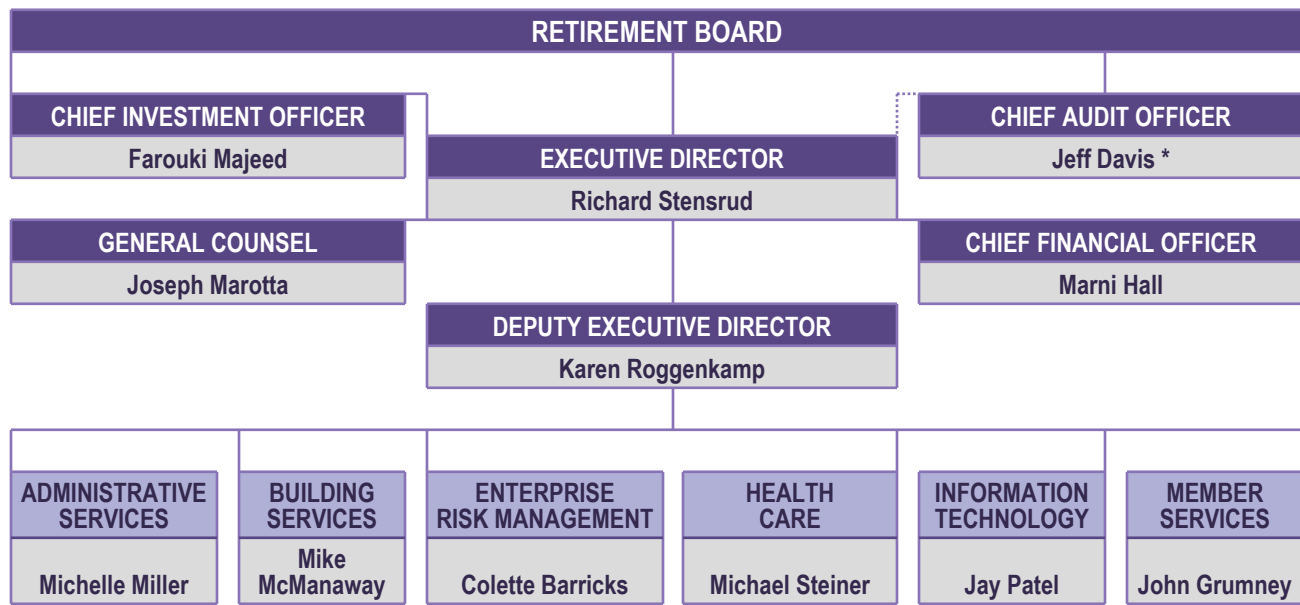 RETIREMENT BOARD
CHIEF INVESTMENT OFFICER
Farouki Majeed
CHIEF AUDIT OFFICER
Jeff Davis *
EXECUTIVE DIRECTOR
Richard Stensrud
GENERAL COUNSEL
Joseph Marotta
CHIEF FINANCIAL OFFICER
Marni Hall
DEPUTY EXECUTIVE DIRECTOR
Karen Roggenkamp
ADMINISTRATIVE
SERVICES
Michelle Miller
BUILDING
SERVICES
Mike
McManaway
ENTERPRISE
RISK MANAGEMENT
Colette Barricks
HEALTH
CARE
Michael Steiner
INFORMATION
TECHNOLOGY
Jay Patel
MEMBER
SERVICES
John Grumney